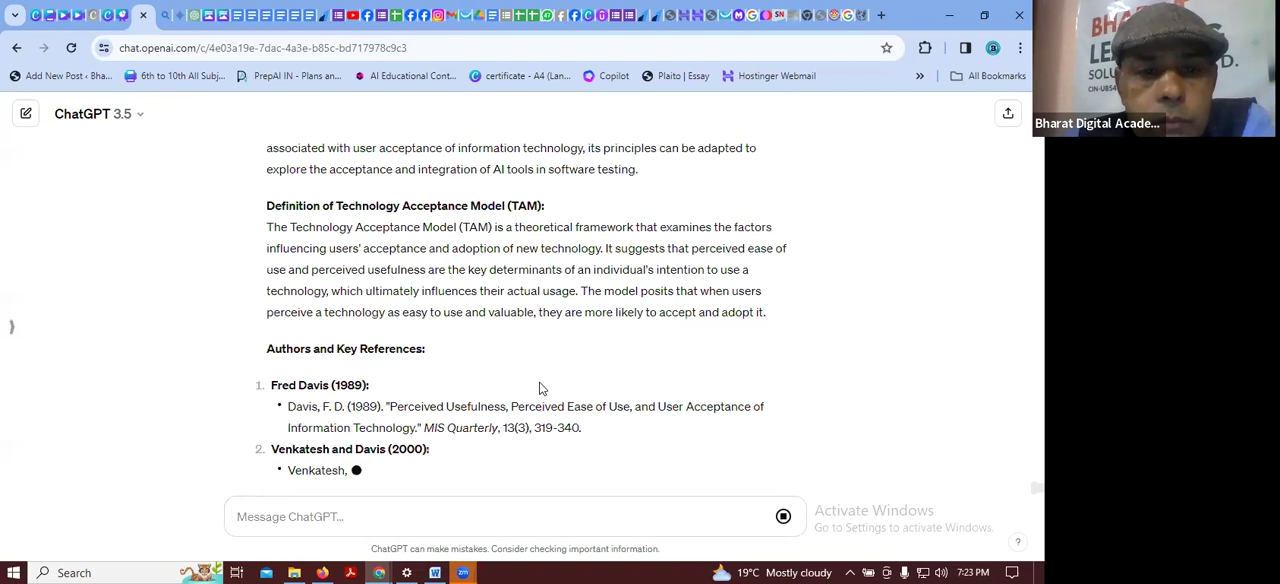 chat.openai.com/c/4e03a19e-7dac-4a3e-b85c-bd717978c9c3
Add New Post ‹ Bha...
6th to 10th All Subj...
PrepAI IN - Plans an...
AI Educational Cont...
certificate - A4 (Lan...
Copilot
Plaito | Essay
Hostinger Webmail
»
All Bookmarks
BHAR
LE
SOLU
D.
CIN-U854
Bharat Digital Acade...
ChatGPT 3.5
associated with user acceptance of information technology, its principles can be adapted to
explore the acceptance and integration of AI tools in software testing.
Definition of Technology Acceptance Model (TAM):
The Technology Acceptance Model (TAM) is a theoretical framework that examines the factors
influencing users' acceptance and adoption of new technology. It suggests that perceived ease of
use and perceived usefulness are the key determinants of an individual's intention to use a
technology, which ultimately influences their actual usage. The model posits that when users
perceive a technology as easy to use and valuable, they are more likely to accept and adopt it.
Authors and Key References:
1. Fred Davis (1989):
• Davis, F. D. (1989). "Perceived Usefulness, Perceived Ease of Use, and User Acceptance of
Information Technology." MIS Quarterly, 13(3), 319-340.
2. Venkatesh and Davis (2000):
• Venkatesh,
Message ChatGPT...
Activate Windows
Go to Settings to activate Windows.
ChatGPT can make mistakes. Consider checking important information.
?
Search
19°C Mostly cloudy
7:23 PM